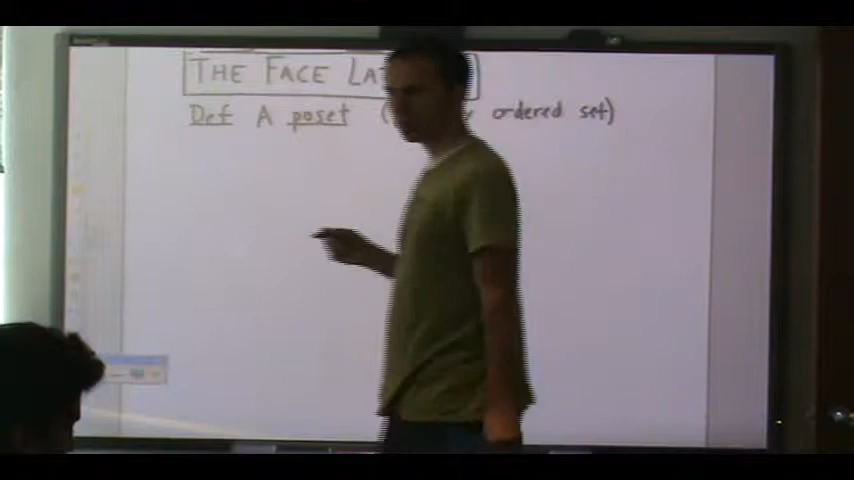 THE FACE LA
Def A poset ( y ordered set)